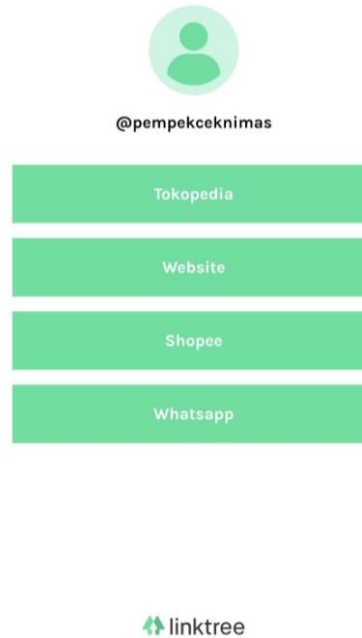 @pempekceknimas
Tokopedia
Website
Shopee
Whatsapp
linktree